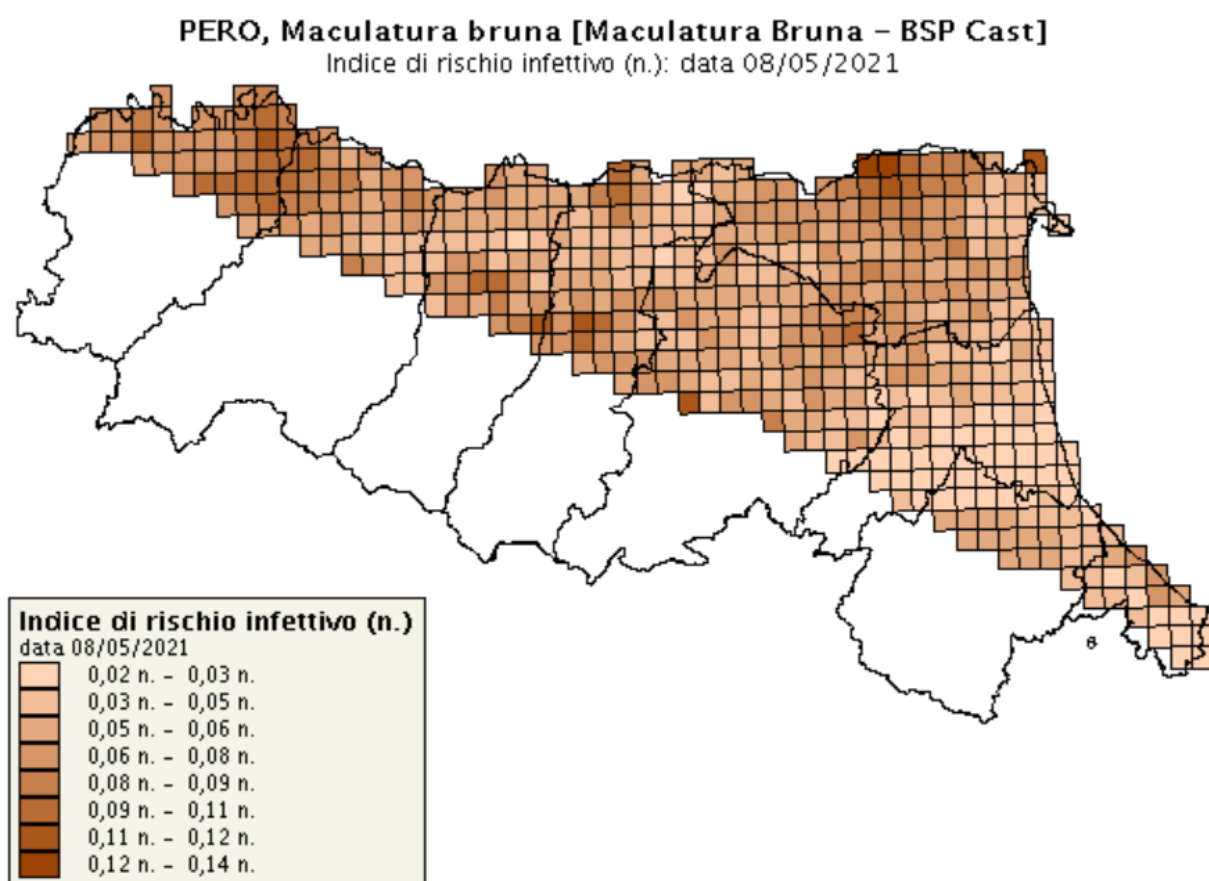 PERO, Maculatura bruna [Maculatura Bruna – BSP Cast]
Indice di rischio infettivo (n.): data 08/05/2021
Indice di rischio infettivo (n.)
data 08/05/2021
0,02 n. – 0,03 n.
0,03 n. – 0,05 n.
0,05 n. – 0,06 n.
0,06 n. – 0,08 n.
0,08 n. – 0,09 n.
0,09 n. – 0,11 n.
0,11 n. – 0,12 n.
0,12 n. – 0,14 n.